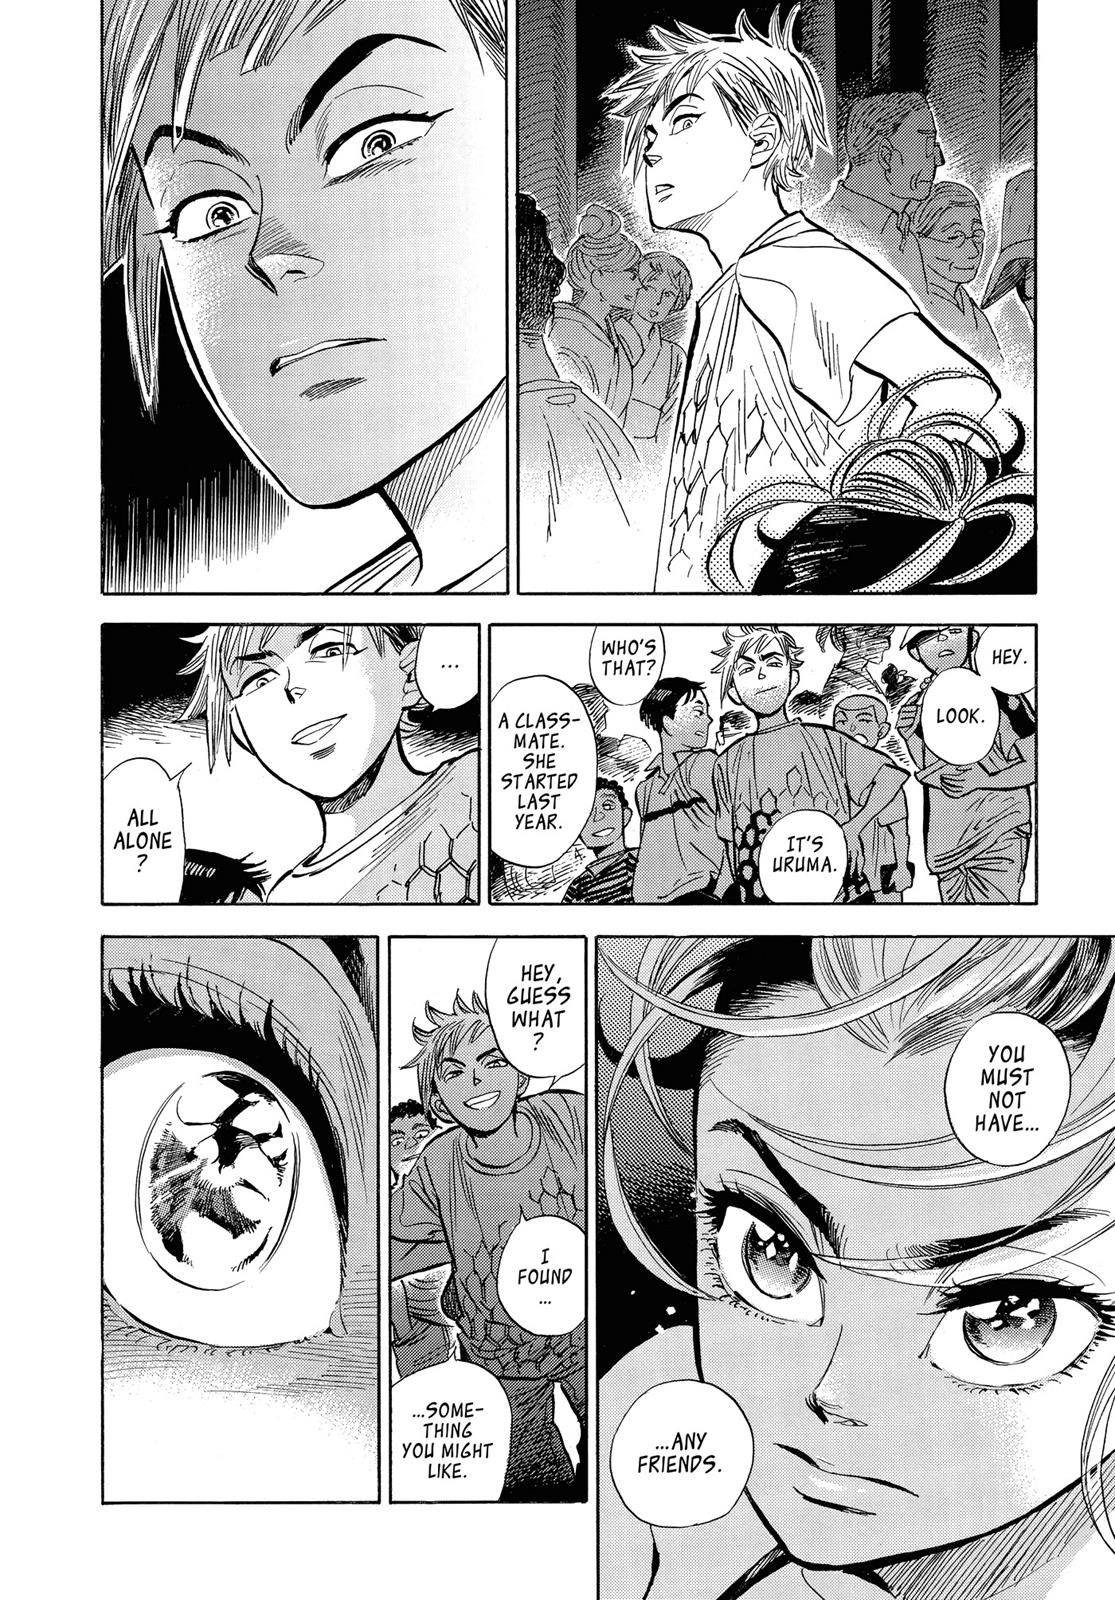 HEY.
LOOK.
IT'S
URUMA.
WHO'S
THAT?
A CLASS-
MATE.
SHE
STARTED
LAST
YEAR.
...
ALL
ALONE
?
YOU
MUST
NOT
HAVE...
...ANY
FRIENDS.
HEY,
GUESS
WHAT
?
I
FOUND
...
...SOME-
THING
YOU MIGHT
LIKE.